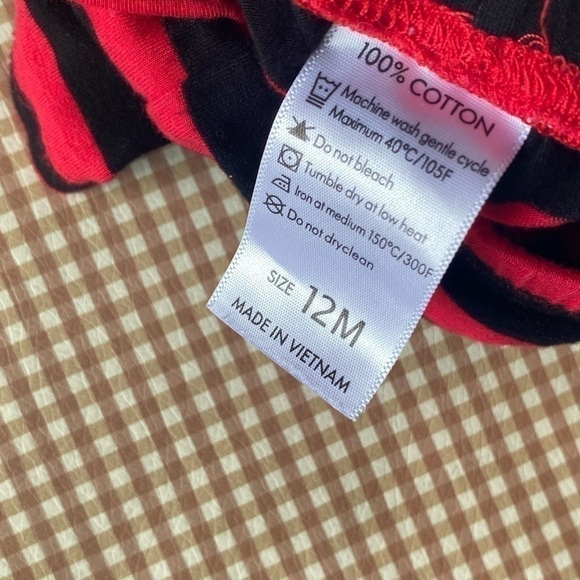 100% COTTON
Machine wash gentle cycle
Maximum 40°C/105F
Do not bleach
Tumble dry at low heat
Iron at medium 150°C/300F
Do not dryclean
SIZE 12M
MADE IN VIETNAM